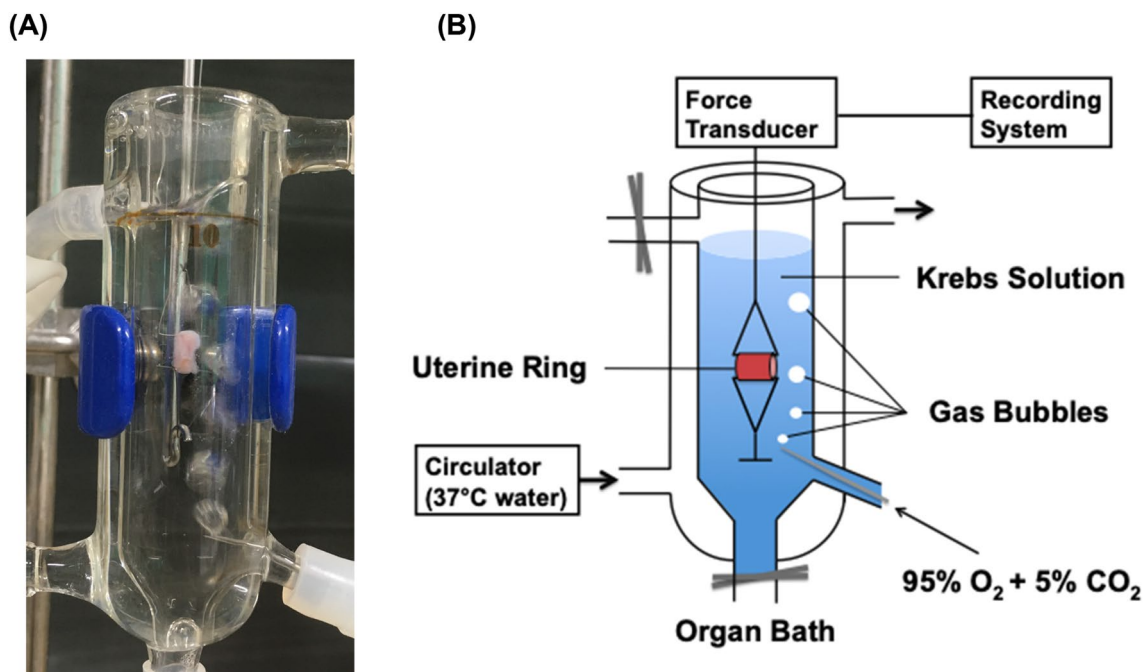 (A)
(B)
10
Force
Transducer
Recording
System
Krebs Solution
Uterine Ring
Gas Bubbles
Circulator
(37°C water)
95% O₂ + 5% CO₂
Organ Bath